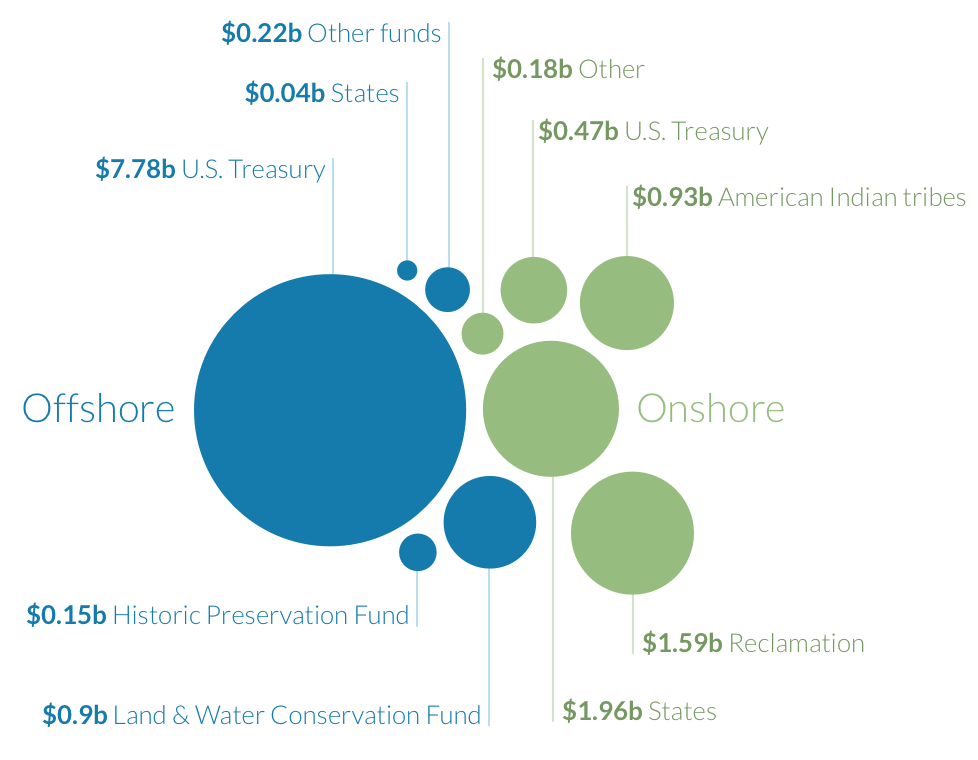 $0.22b Other funds
$0.18b Other
$0.04b States
$0.47b U.S. Treasury
$7.78b U.S. Treasury
$0.93b American Indian tribes
Offshore
Onshore
$0.15b Historic Preservation Fund
$1.59b Reclamation
$0.9b Land & Water Conservation Fund
$1.96b States